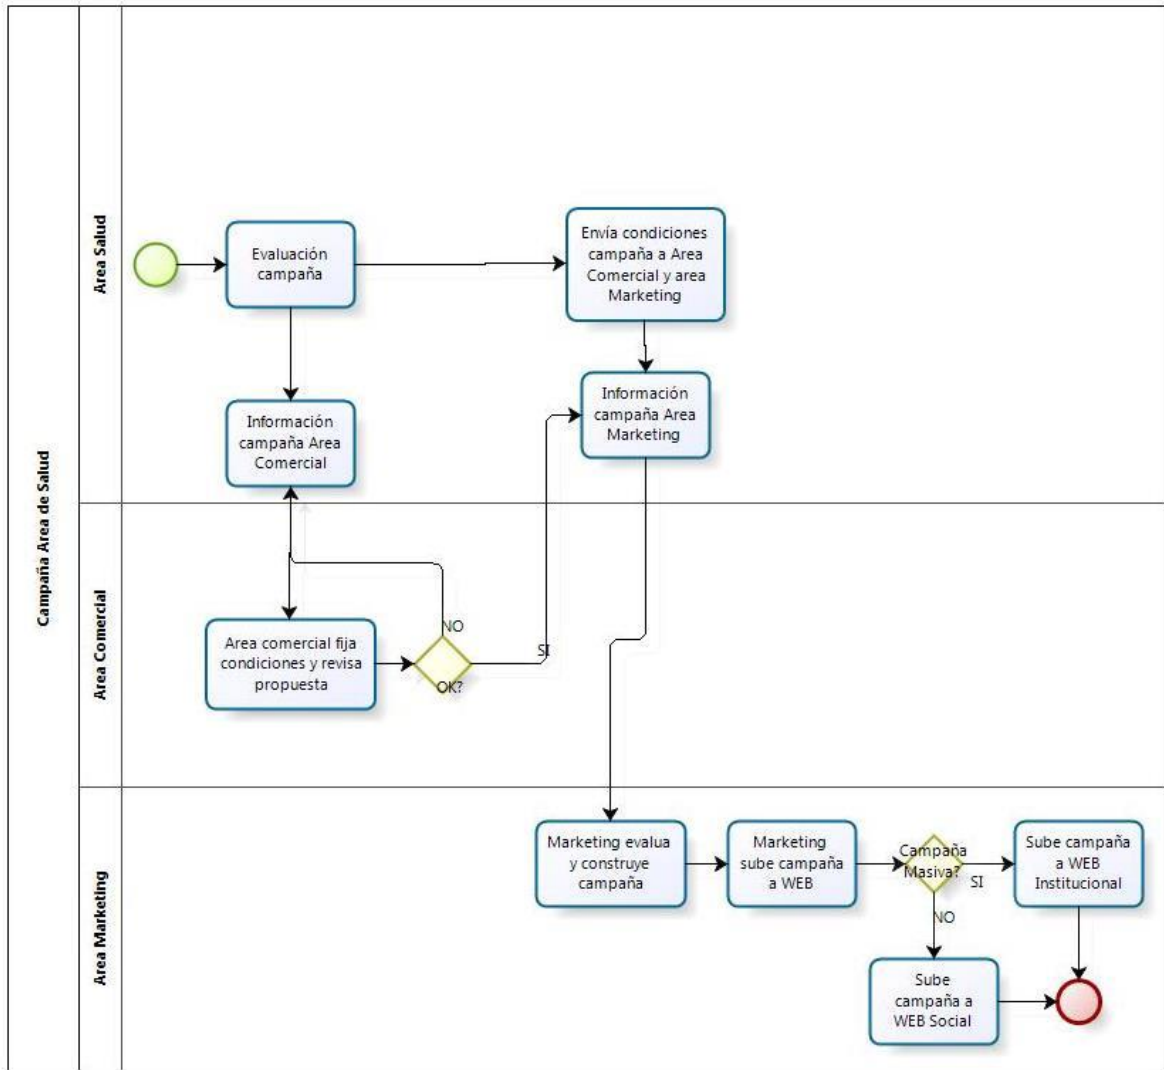 Campaña Area de Salud
Area Salud
Evaluación
campaña
Envía condiciones
campaña a Area
Comercial y area
Marketing
Información
campaña Area
Comercial
Información
campaña Area
Marketing
Area Comercial
Area comercial fija
condiciones y revisa
propuesta
NO
OK?
SI
Area Marketing
Marketing evalua
y construye
campaña
Marketing
sube campaña
a WEB
Campaña
Masiva?
SI
NO
Sube campaña
a WEB
Institucional
Sube
campaña a
WEB Social